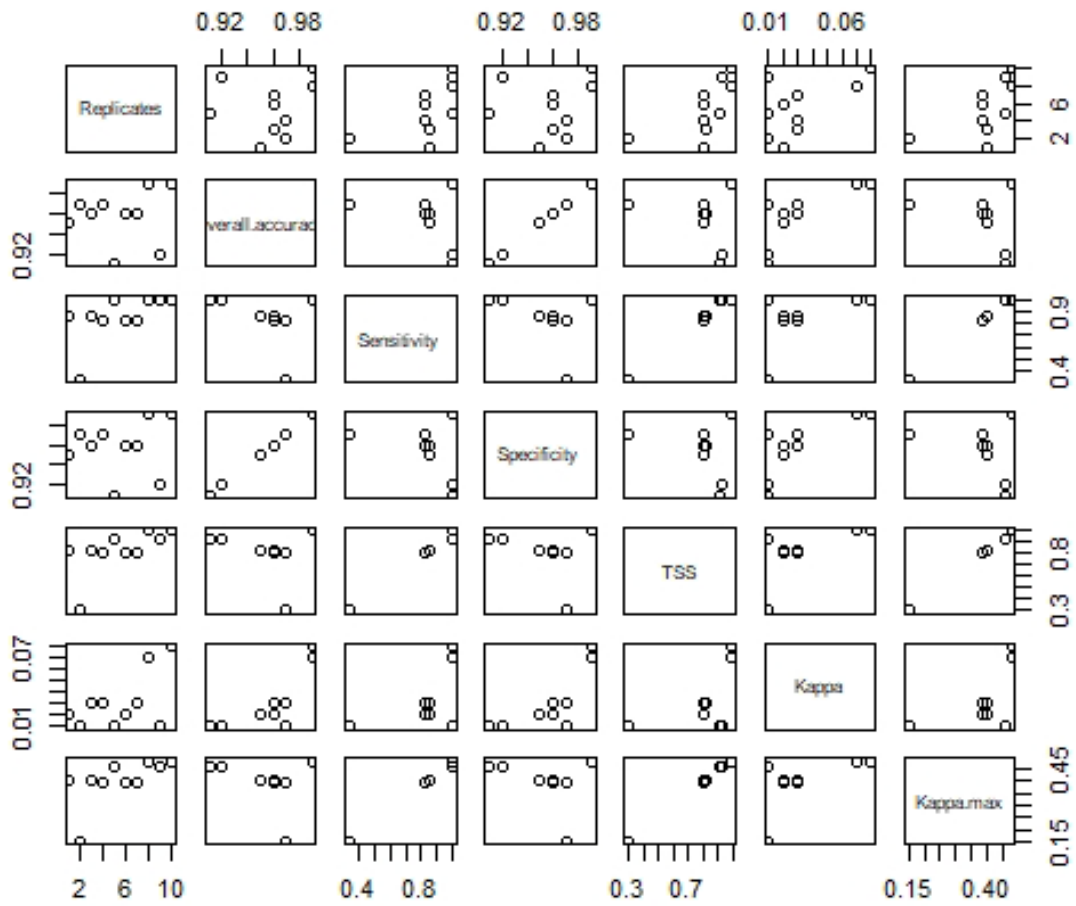 0.92 0.98 0.92 0.98 0.01 0.06
Replicates 2 6
0.92 verall.accurac
Sensitivity 0.4 0.9
0.92 Specificity
TSS 0.3 0.8
0.01 0.07 Kappa
Kappa.max 0.15 0.45
2 6 10 0.4 0.8 0.3 0.7 0.15 0.40